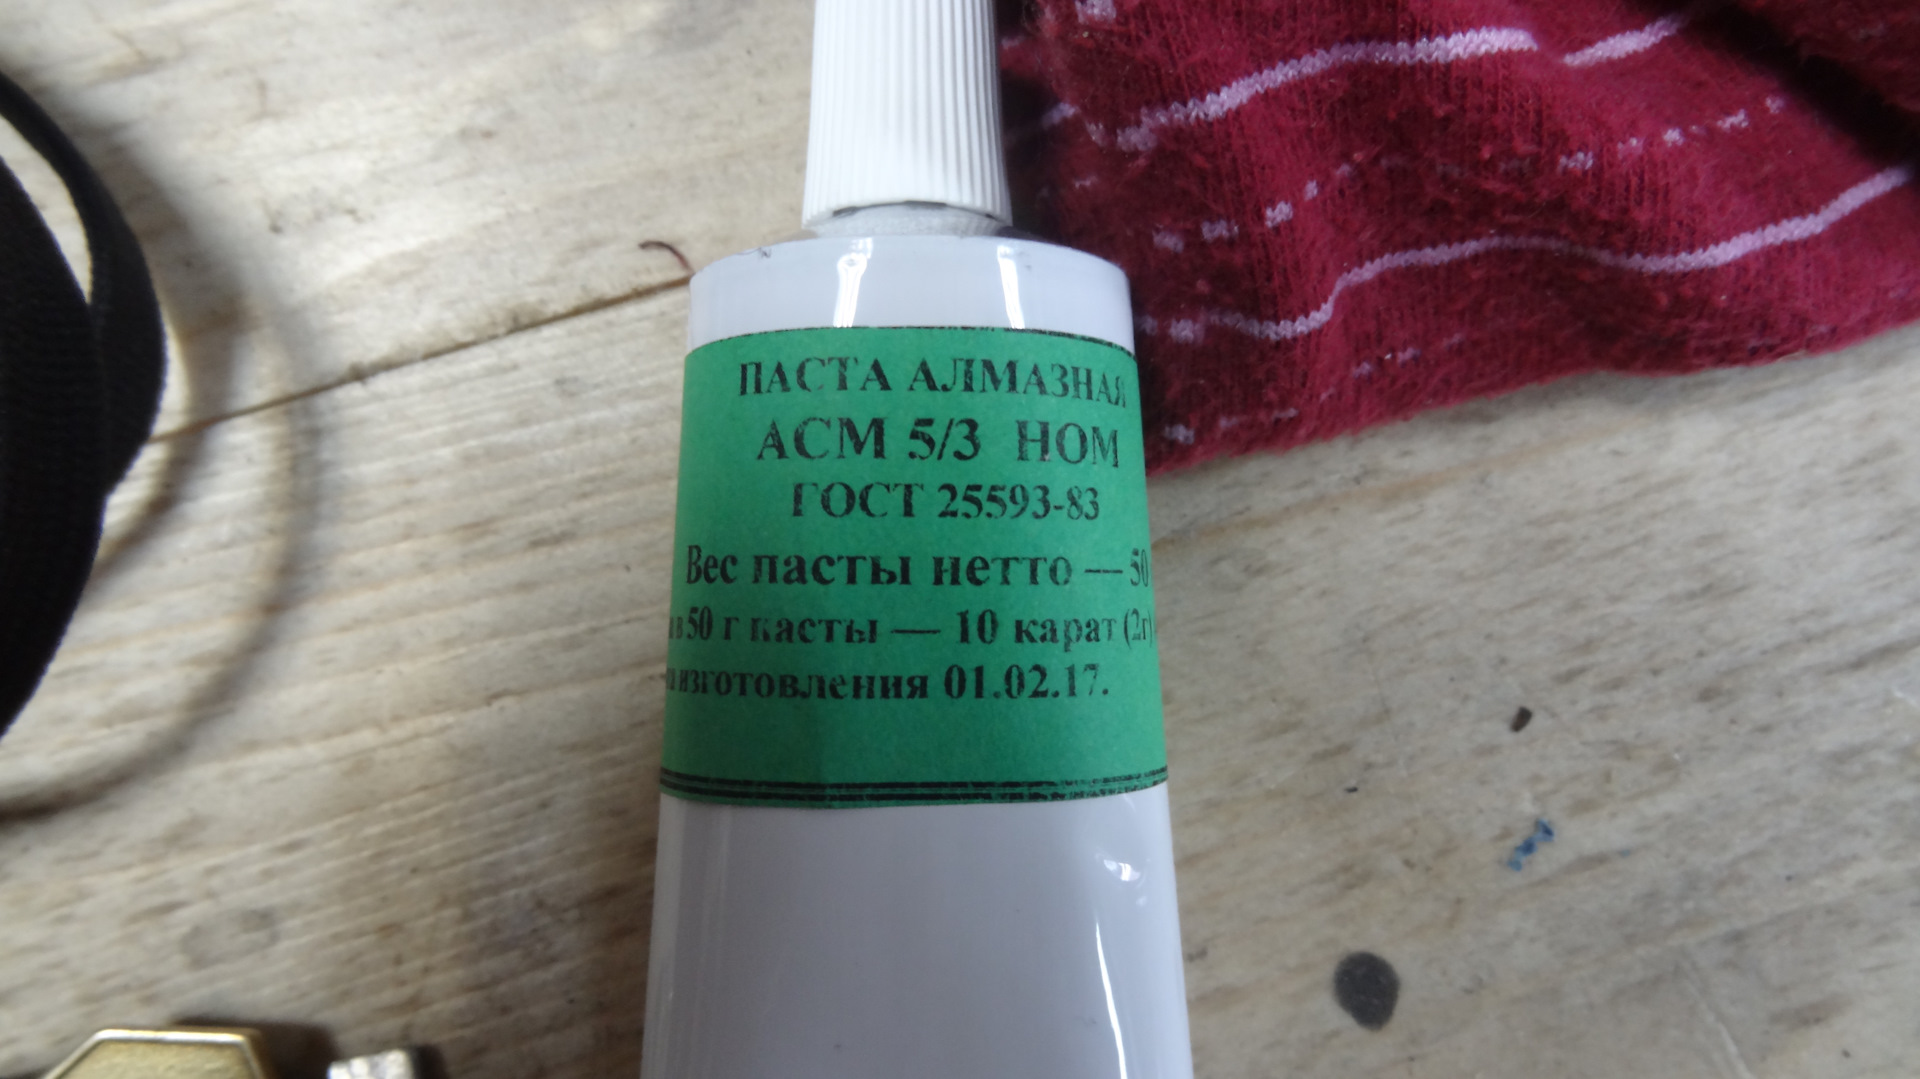 ПАСТА АЛМАЗНАЯ
АСМ 5/3 НОМ
ГОСТ 25593-83
Вес пасты нетто — 50
в 50 г пасты — 10 карат (2г)
изготовления 01.02.17.